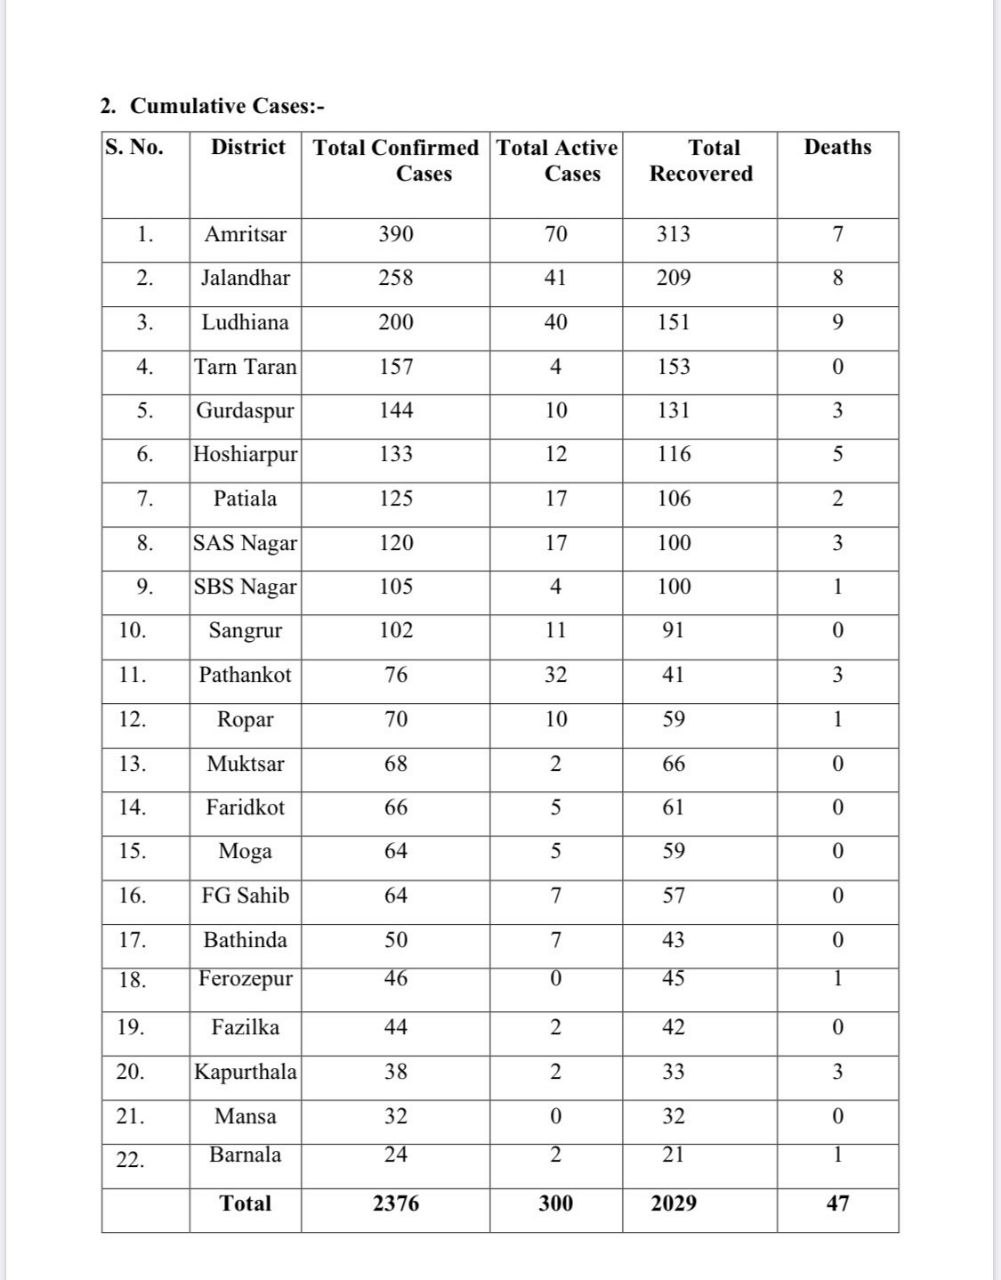 2. Cumulative Cases:-
S. No. District Total Confirmed Cases Total Active Cases Total Recovered Deaths
1. Amritsar 390 70 313 7
2. Jalandhar 258 41 209 8
3. Ludhiana 200 40 151 9
4. Tarn Taran 157 4 153 0
5. Gurdaspur 144 10 131 3
6. Hoshiarpur 133 12 116 5
7. Patiala 125 17 106 2
8. SAS Nagar 120 17 100 3
9. SBS Nagar 105 4 100 1
10. Sangrur 102 11 91 0
11. Pathankot 76 32 41 3
12. Ropar 70 10 59 1
13. Muktsar 68 2 66 0
14. Faridkot 66 5 61 0
15. Moga 64 5 59 0
16. FG Sahib 64 7 57 0
17. Bathinda 50 7 43 0
18. Ferozepur 46 0 45 1
19. Fazilka 44 2 42 0
20. Kapurthala 38 2 33 3
21. Mansa 32 0 32 0
22. Barnala 24 2 21 1
Total 2376 300 2029 47